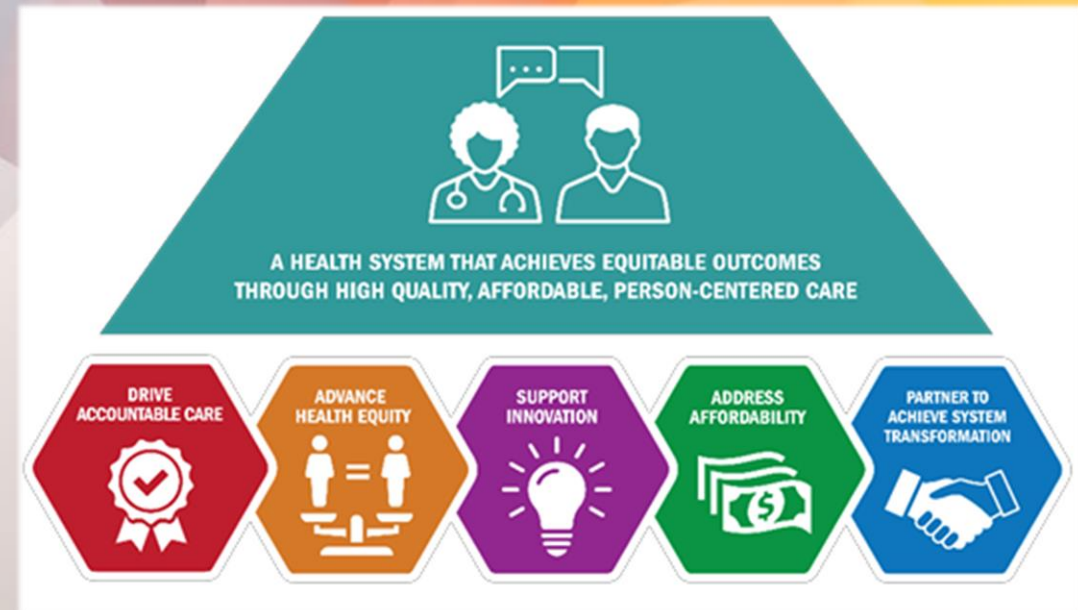 A HEALTH SYSTEM THAT ACHIEVES EQUITABLE OUTCOMES
THROUGH HIGH QUALITY, AFFORDABLE, PERSON-CENTERED CARE
DRIVE
ACCOUNTABLE CARE
ADVANCE
HEALTH EQUITY
SUPPORT
INNOVATION
ADDRESS
AFFORDABILITY
PARTNER TO
ACHIEVE SYSTEM
TRANSFORMATION